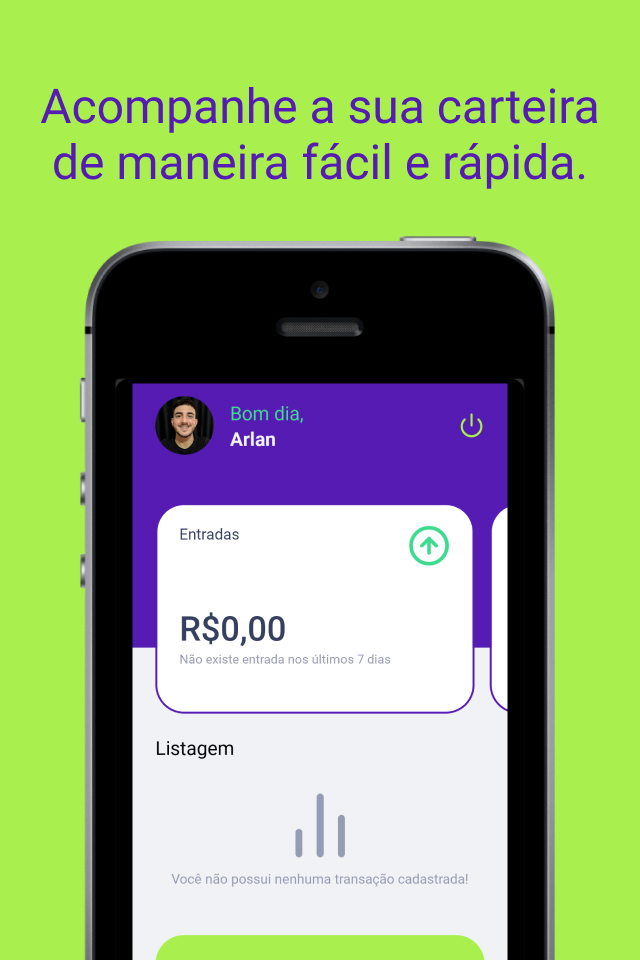 Acompanhe a sua carteira
de maneira fácil e rápida.
Bom dia,
Arlan
Entradas
R$0,00
Não existe entrada nos últimos 7 dias
Listagem
Você não possui nenhuma transação cadastrada!